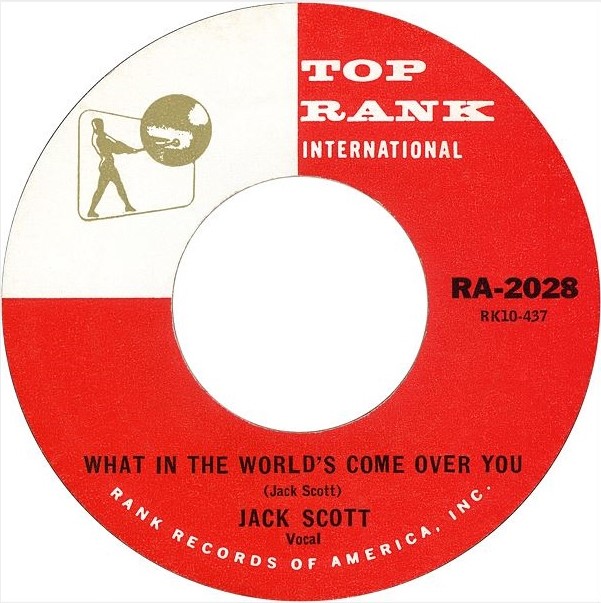 TOP
RANK
INTERNATIONAL
RA-2028
RK10-437
WHAT IN THE WORLD'S COME OVER YOU
(Jack Scott)
JACK SCOTT
Vocal
RANK RECORDS OF AMERICA, INC.